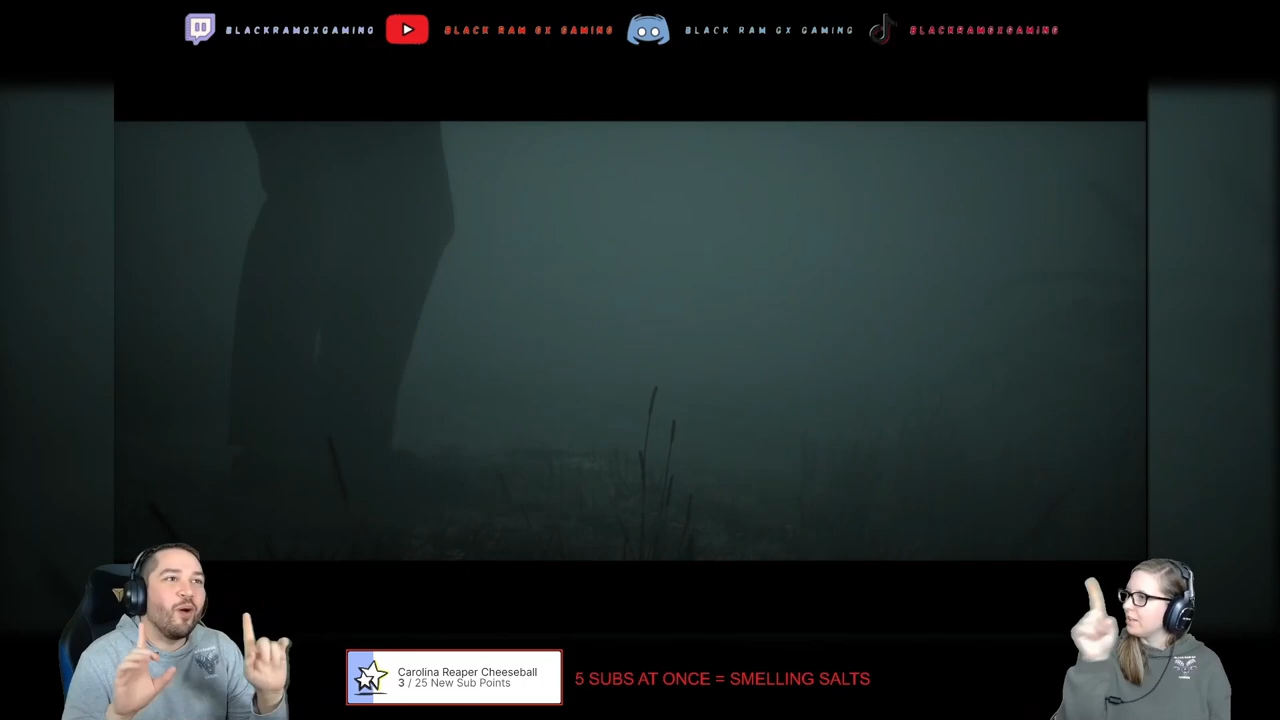 BLACKRAMGXGAMING
BLACK RAM GX GAMING
BLACK RAM GX GAMING
BLACKRAMGXGAMING
Carolina Reaper Cheeseball
3 / 25 New Sub Points
5 SUBS AT ONCE = SMELLING SALTS